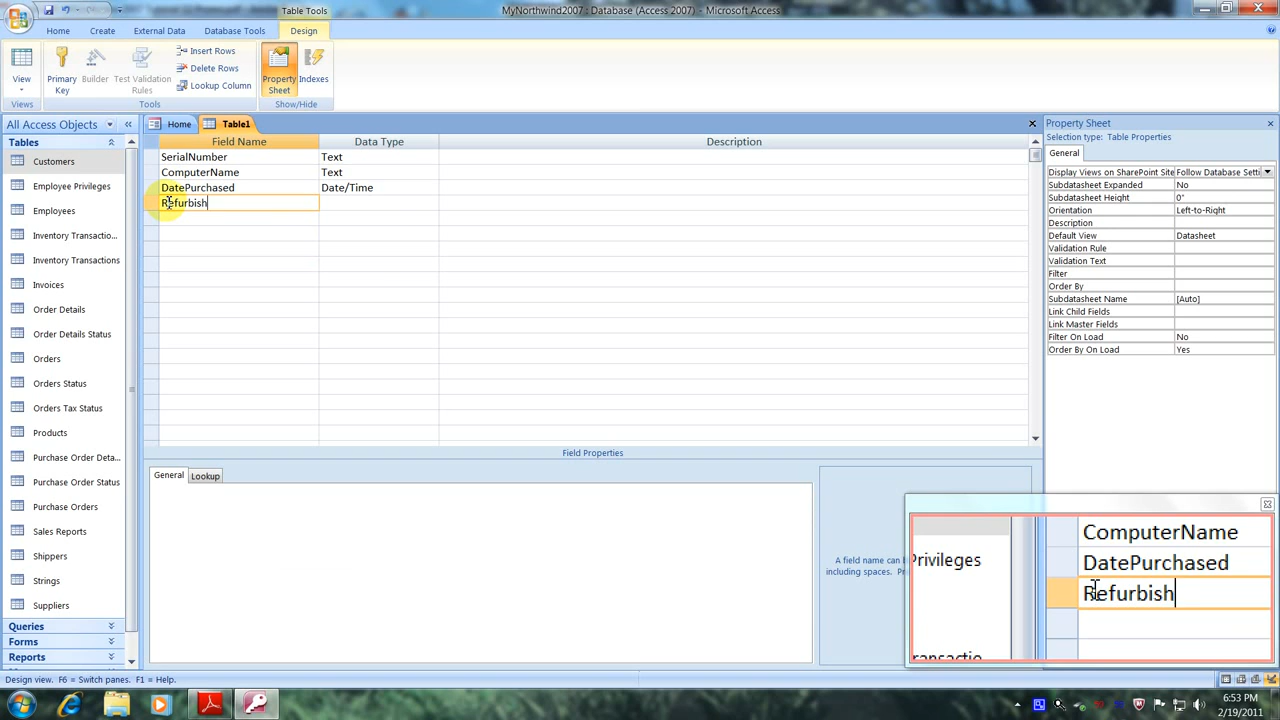 Table Tools
MyNorthwind2007 : Database (Access 2007) - Microsoft Access
Home
Create
External Data
Database Tools
Design
View
Primary Key
Builder
Test Validation Rules
Insert Rows
Delete Rows
Lookup Column
Property Sheet
Indexes
Views
Tools
Show/Hide
All Access Objects
Tables
Customers
Employee Privileges
Employees
Inventory Transactio...
Inventory Transactions
Invoices
Order Details
Order Details Status
Orders
Orders Status
Orders Tax Status
Products
Purchase Order Deta...
Purchase Order Status
Purchase Orders
Sales Reports
Shippers
Strings
Suppliers
Queries
Forms
Reports
Home
Table1
Field Name Data Type Description
SerialNumber Text
ComputerName Text
DatePurchased Date/Time
Refurbish
Field Properties
General Lookup
A field name can b
including spaces. Pr
Property Sheet
Selection type: Table Properties
General
Display Views on SharePoint Site Follow Database Setti
Subdatasheet Expanded No
Subdatasheet Height 0"
Orientation Left-to-Right
Description
Default View Datasheet
Validation Rule
Validation Text
Filter
Order By
Subdatasheet Name [Auto]
Link Child Fields
Link Master Fields
Filter On Load No
Order By On Load Yes
Privileges
ransactio
ComputerName
DatePurchased
Refurbish
Design view. F6 = Switch panes. F1 = Help.
6:53 PM
2/19/2011